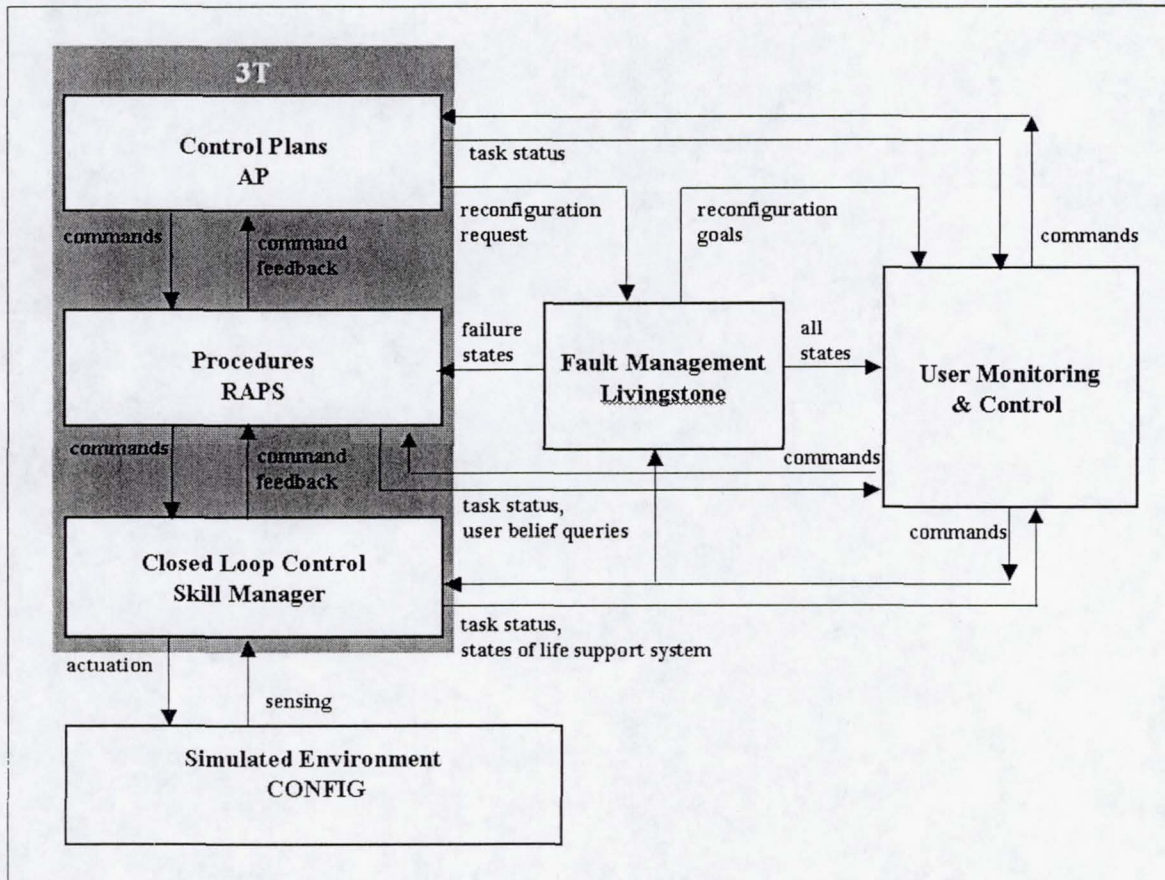 3T
Control Plans
AP
task status
commands
command
feedback
reconfiguration
request
reconfiguration
goals
commands
Procedures
RAPS
failure
states
Fault Management
Livingstone
all
states
User Monitoring
& Control
commands
command
feedback
commands
task status,
user belief queries
commands
Closed Loop Control
Skill Manager
task status,
states of life support system
actuation
sensing
Simulated Environment
CONFIG